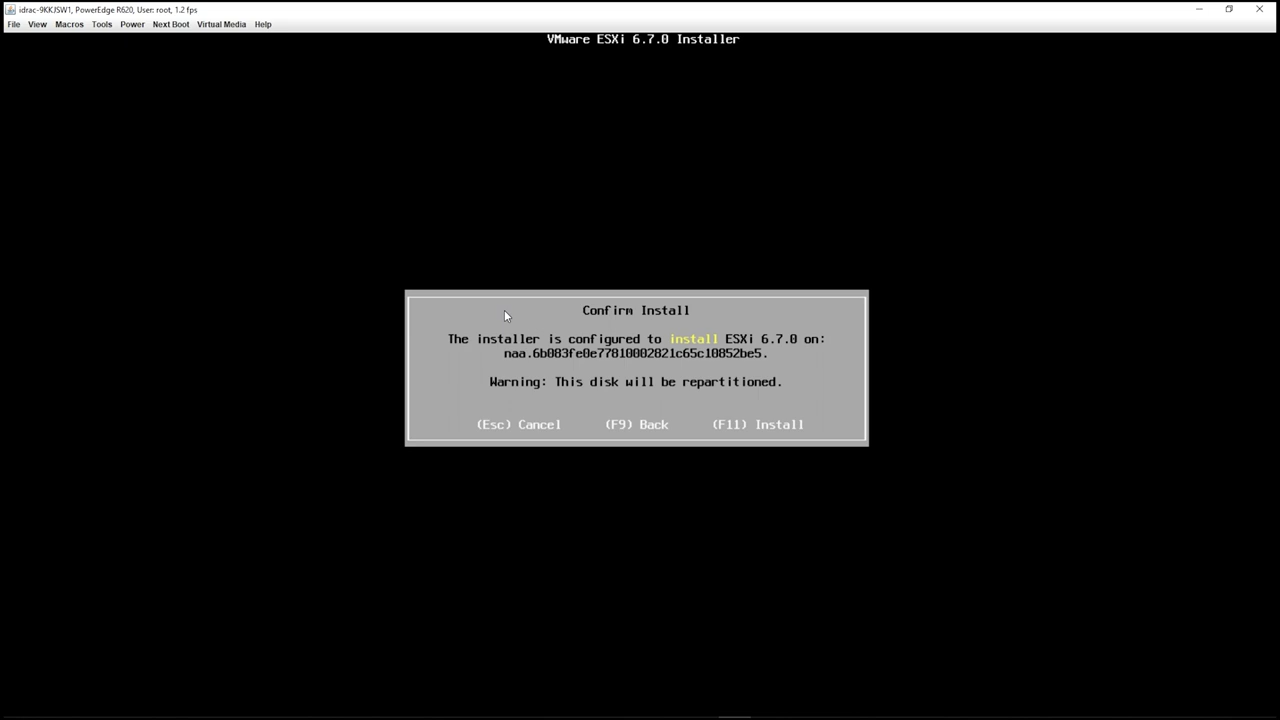 idrac-9KKJSW1, PowerEdge R620, User: root, 1.2 fps
File View Macros Tools Power Next Boot Virtual Media Help
VMware ESXi 6.7.0 Installer
Confirm Install
The installer is configured to install ESXi 6.7.0 on:
naa.6b083fe0e77810002821c65c10852be5.
Warning: This disk will be repartitioned.
(Esc) Cancel (F9) Back (F11) Install